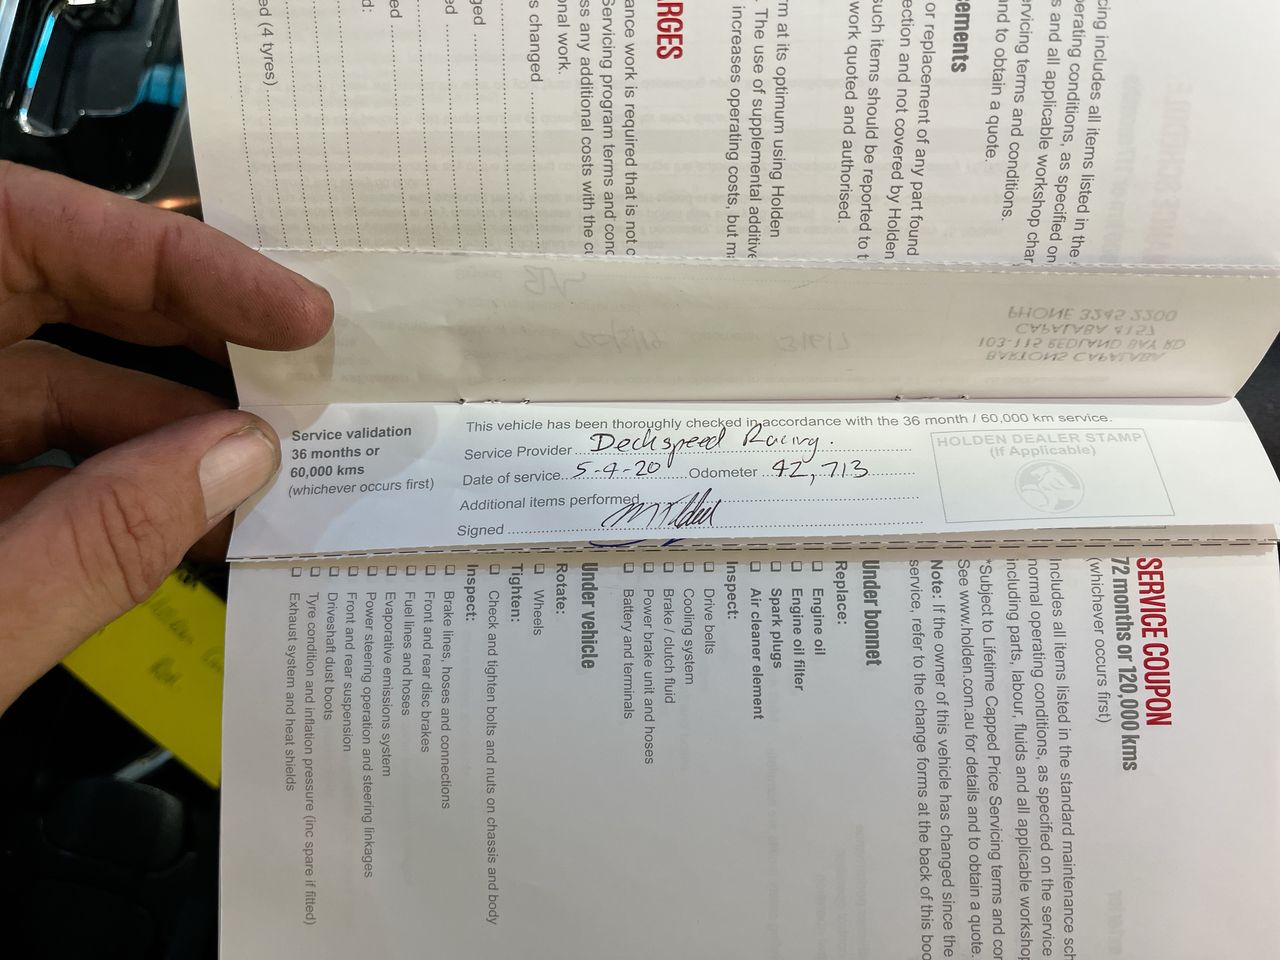 cing includes all items listed in the
erating conditions, as specified on
s and all applicable workshop char
ervicing terms and conditions.
and to obtain a quote.
ements
or replacement of any part found
ection and not covered by Holden
such items should be reported to t
work quoted and authorised.
rm at its optimum using Holden
. The use of supplemental additive
increases operating costs, but m
ARGES
ance work is required that is not c
Servicing program terms and conc
ss any additional costs with the cu
onal work.
s changed
ged
ed
ed
d:
ed (4 tyres)
BARTONS CAPALABA
103-115 REDLAND BAY RD
CAPALABA 4157
PHONE 3245 2200
Service validation
36 months or
60,000 kms
(whichever occurs first)
This vehicle has been thoroughly checked in accordance with the 36 month / 60,000 km service.
Service Provider Deckspeed Racing.
Date of service 5-4-20 Odometer 42,713
Additional items performed
Signed
HOLDEN DEALER STAMP
(If Applicable)
SERVICE COUPON
72 months or 120,000 kms
(whichever occurs first)
Includes all items listed in the standard maintenance sch
normal operating conditions, as specified on the service
including parts, labour, fluids and all applicable workshop
*Subject to Lifetime Capped Price Servicing terms and cor
See www.holden.com.au for details and to obtain a quote.
Note: If the owner of this vehicle has changed since the
service, refer to the change forms at the back of this boo
Under bonnet
Replace:
Engine oil
Engine oil filter
Spark plugs
Air cleaner element
Inspect:
Drive belts
Cooling system
Brake / clutch fluid
Power brake unit and hoses
Battery and terminals
Under vehicle
Rotate:
Wheels
Tighten:
Check and tighten bolts and nuts on chassis and body
Inspect:
Brake lines, hoses and connections
Front and rear disc brakes
Fuel lines and hoses
Evaporative emissions system
Power steering operation and steering linkages
Front and rear suspension
Driveshaft dust boots
Tyre condition and inflation pressure (inc spare if fitted)
Exhaust system and heat shields